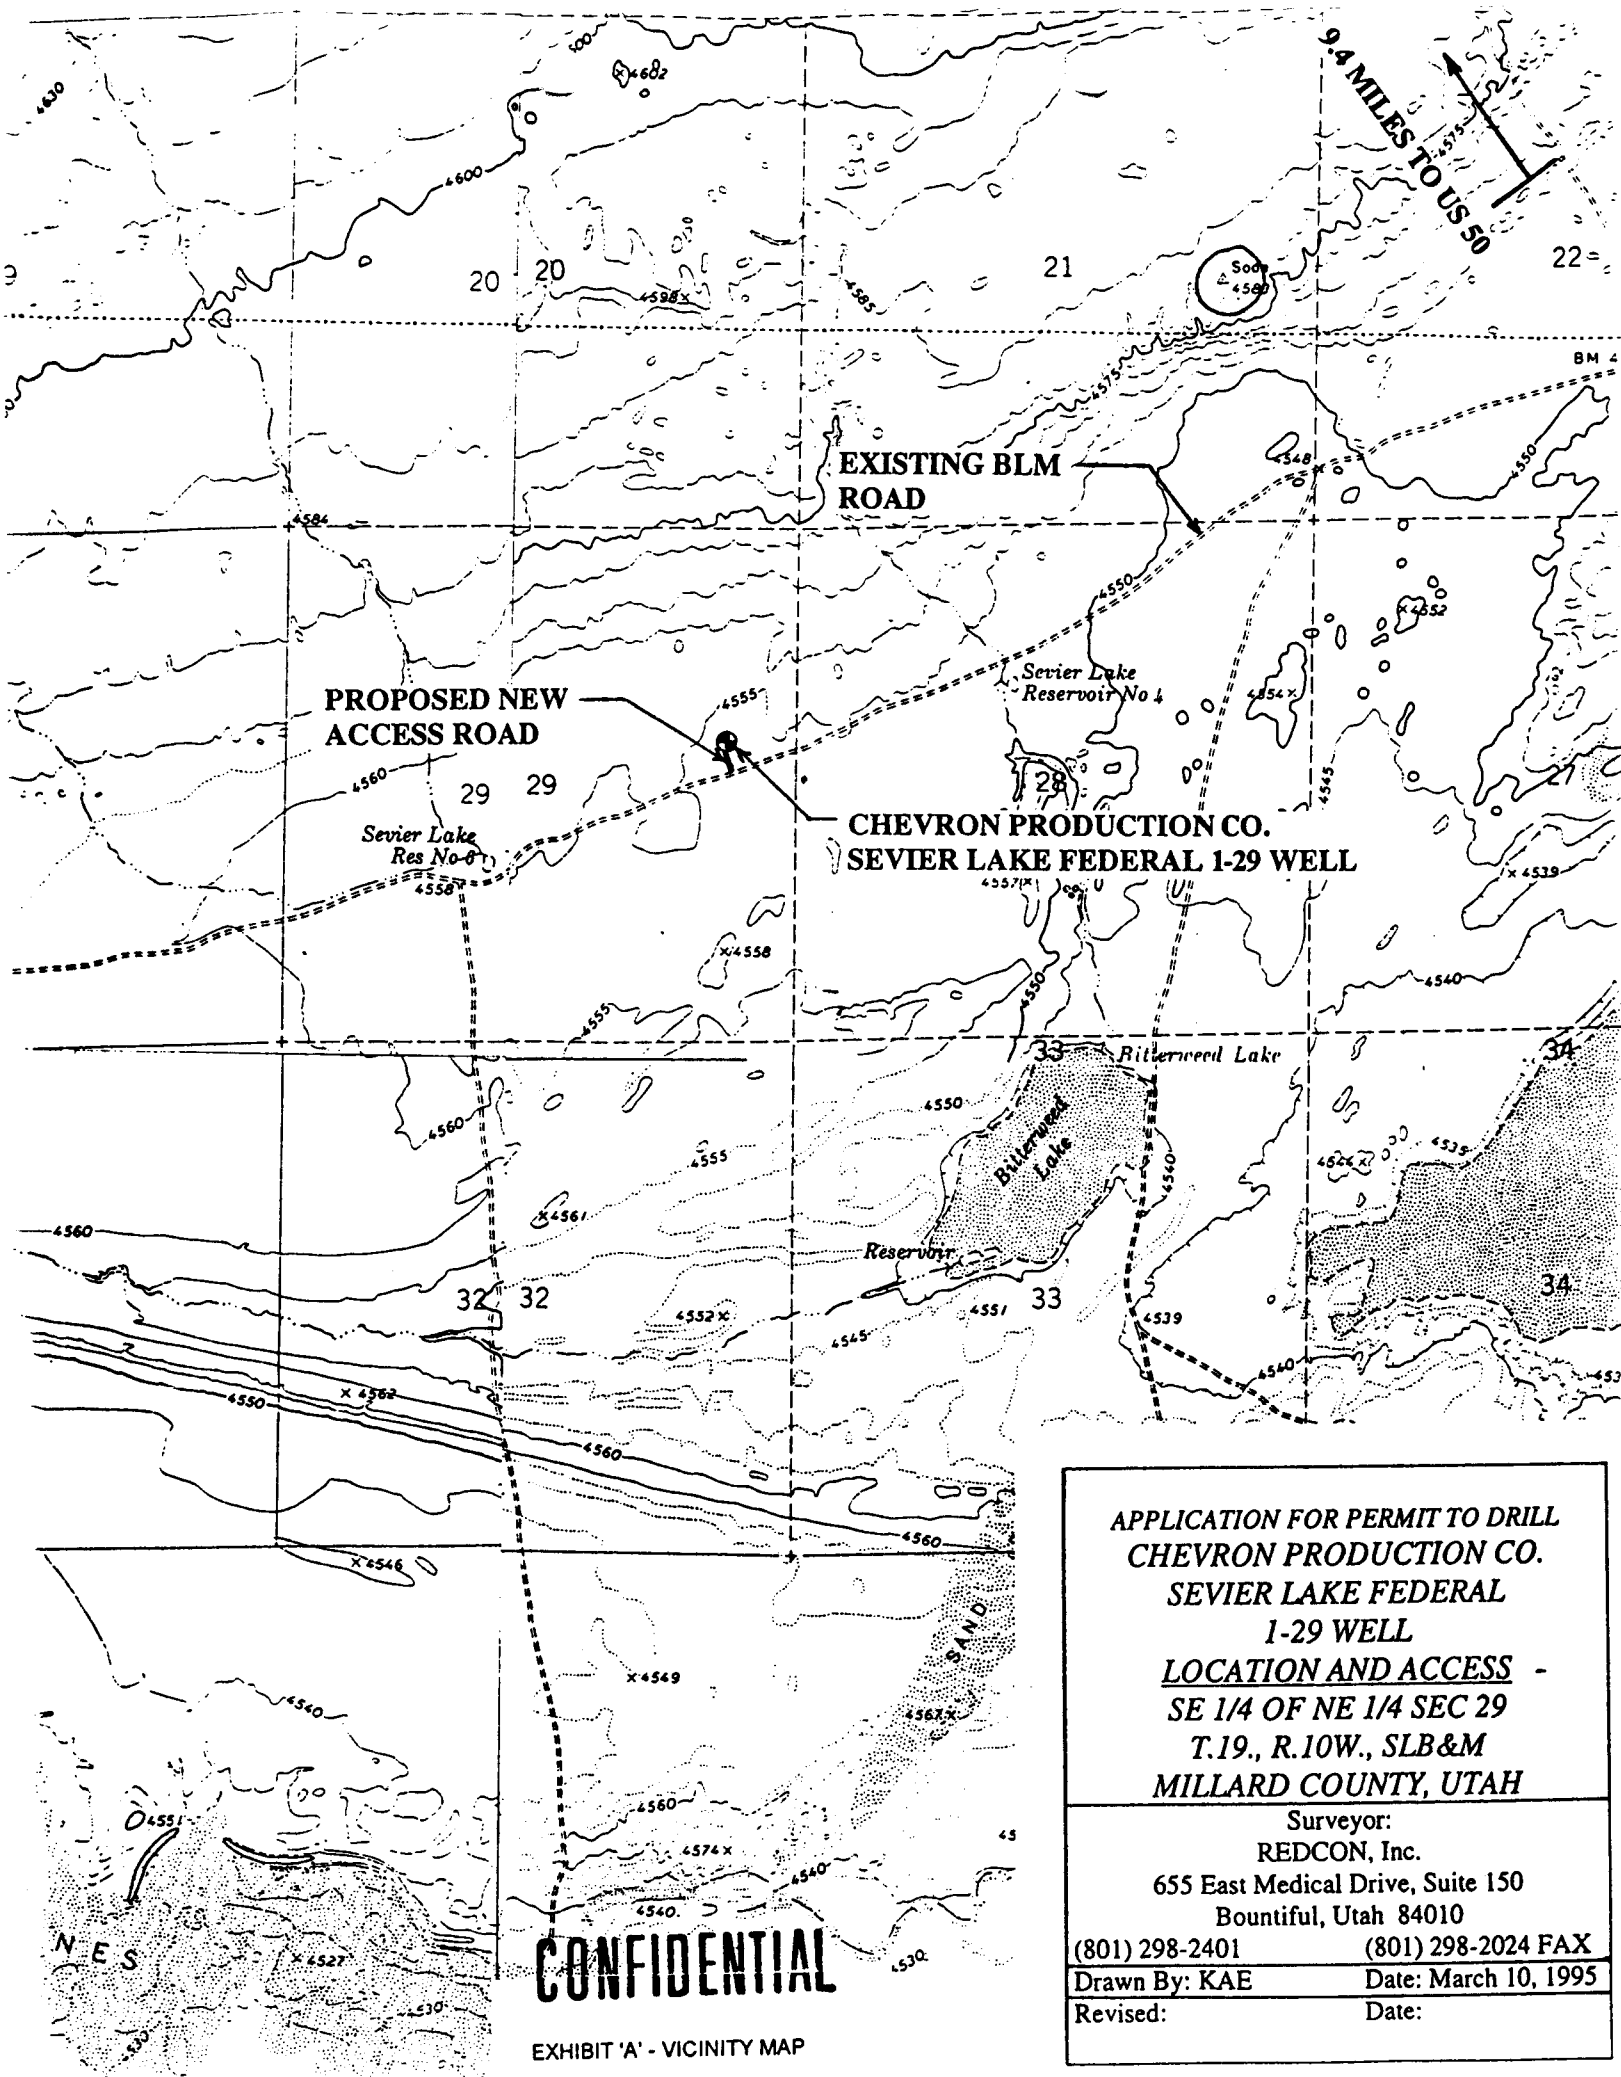 9.4 MILES TO US 50
4630
4602
4600
4575
9
20
20
21
22
4598
4585
Soda
4580
BM 4
4575
EXISTING BLM
ROAD
4548
4550
4584
4550
4552
Sevier Lake
Reservoir No 4
4554
PROPOSED NEW
ACCESS ROAD
4555
4560
29
29
28
4545
27
Sevier Lake
Res No 6
4558
CHEVRON PRODUCTION CO.
SEVIER LAKE FEDERAL 1-29 WELL
4557
4539
4558
4550
4540
4555
33
Bitterweed Lake
34
4560
4550
Bitterweed
Lake
4555
4540
4535
4561
4560
Reservoir
32
32
4552
4551
33
34
4545
4539
4540
4562
4550
4560
4560
4546
SAND
4549
4540
4567
4551
4560
4574
4540
45
4540
NES
4527
4530
4530
4530
CONFIDENTIAL
EXHIBIT 'A' - VICINITY MAP
APPLICATION FOR PERMIT TO DRILL
CHEVRON PRODUCTION CO.
SEVIER LAKE FEDERAL
1-29 WELL
LOCATION AND ACCESS -
SE 1/4 OF NE 1/4 SEC 29
T.19., R.10W., SLB&M
MILLARD COUNTY, UTAH
Surveyor:
REDCON, Inc.
655 East Medical Drive, Suite 150
Bountiful, Utah 84010
(801) 298-2401 (801) 298-2024 FAX
Drawn By: KAE Date: March 10, 1995
Revised: Date: